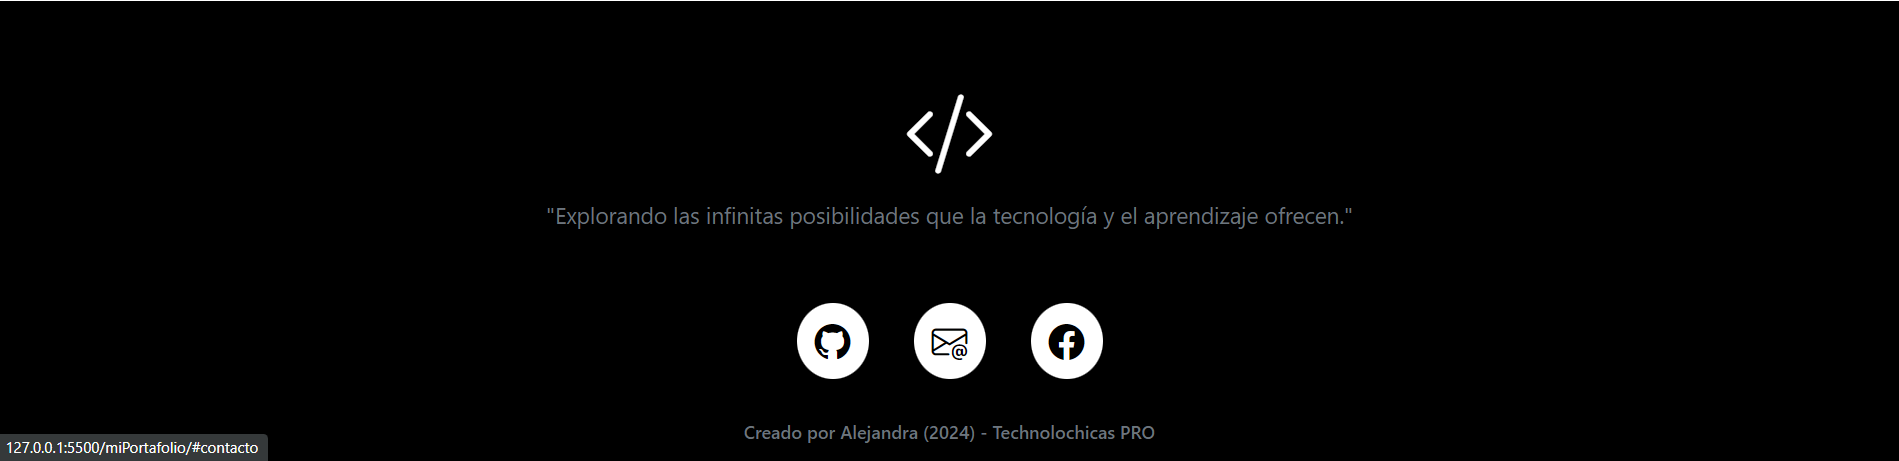 </>
"Explorando las infinitas posibilidades que la tecnología y el aprendizaje ofrecen."
@
Creado por Alejandra (2024) - Technolochicas PRO
127.0.0.1:5500/miPortafolio/#contacto